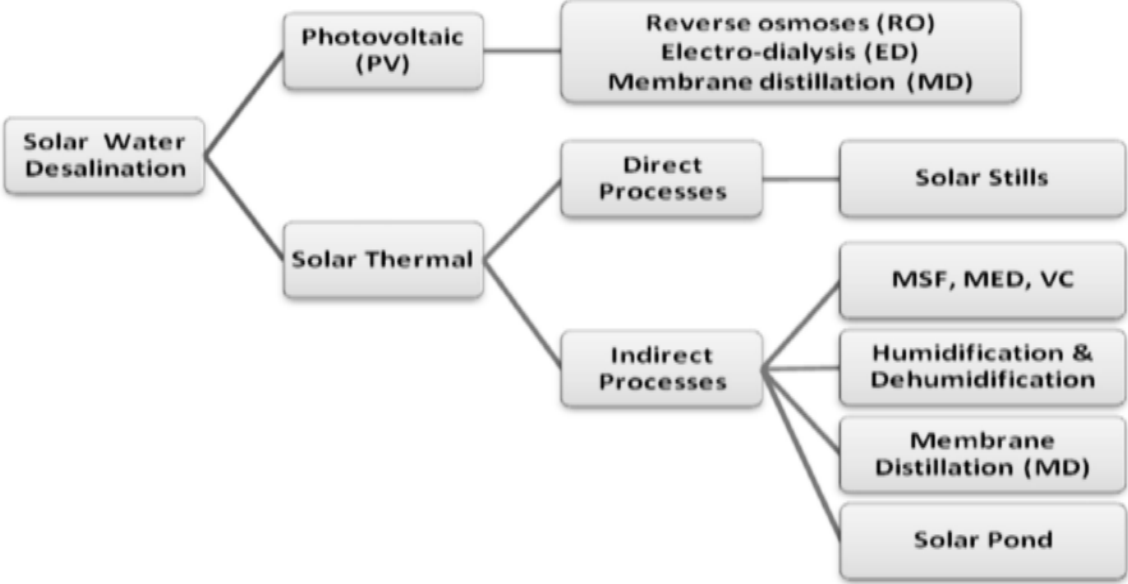 Photovoltaic
(PV)
Reverse osmoses (RO)
Electro-dialysis (ED)
Membrane distillation (MD)
Solar Water
Desalination
Direct
Processes
Solar Stills
Solar Thermal
MSF, MED, VC
Indirect
Processes
Humidification &
Dehumidification
Membrane
Distillation (MD)
Solar Pond